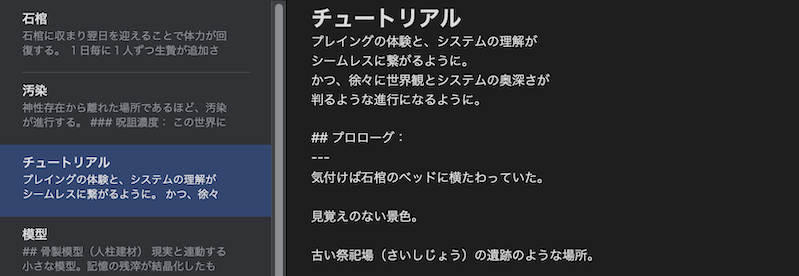 石棺
石棺に収まり翌日を迎えることで体力が回
復する。 1日毎に1人ずつ生贄が追加さ
汚染
神性存在から離れた場所であるほど、汚染
が進行する。 ### 呪詛濃度： この世界に
チュートリアル
プレイングの体験と、システムの理解が
シームレスに繋がるように。 かつ、徐々
模型
## 骨製模型（人柱建材） 現実と連動する
小さな模型。記憶の残滓が結晶化したも
チュートリアル
プレイングの体験と、システムの理解が
シームレスに繋がるように。
かつ、徐々に世界観とシステムの奥深さが
判るような進行になるように。
## プロローグ：
---
気付けば石棺のベッドに横たわっていた。
見覚えのない景色。
古い祭祀場（さいしじょう）の遺跡のような場所。